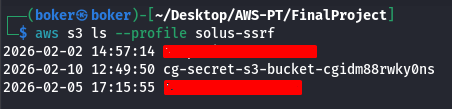 (boker㉿boker)-[~/Desktop/AWS-PT/FinalProject]
$ aws s3 ls --profile solus-ssrf
2026-02-02 14:57:14
2026-02-10 12:49:50 cg-secret-s3-bucket-cgidm88rwky0ns
2026-02-05 17:15:55